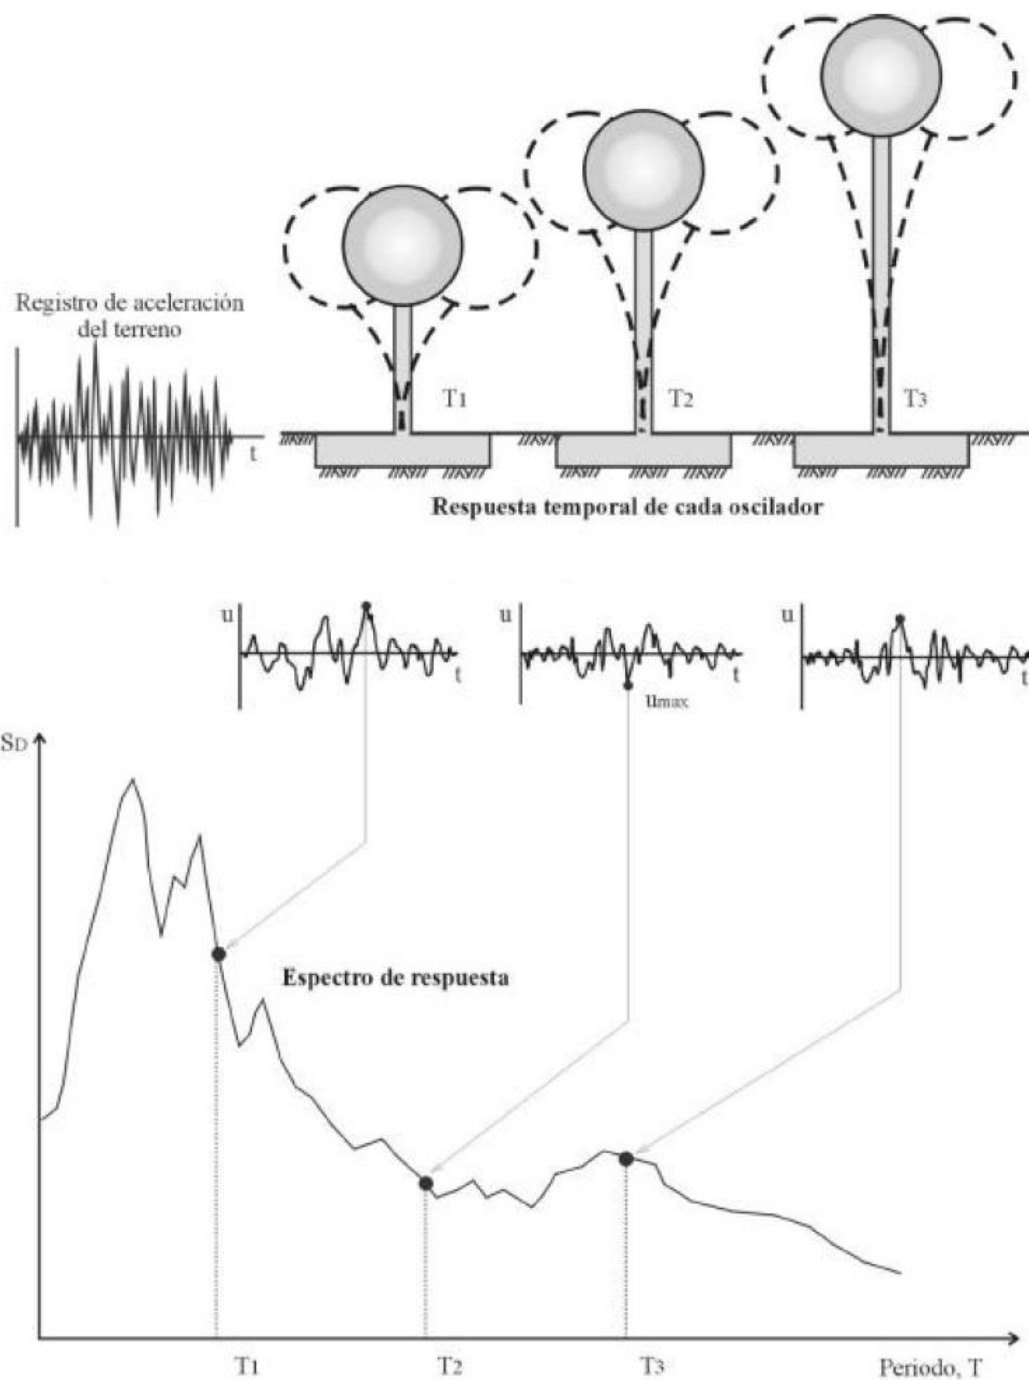 Registro de aceleración
del terreno
t
T1
T2
T3
Respuesta temporal de cada oscilador
u
t
u
t
umax
u
t
SD
Espectro de respuesta
T1
T2
T3
Periodo, T